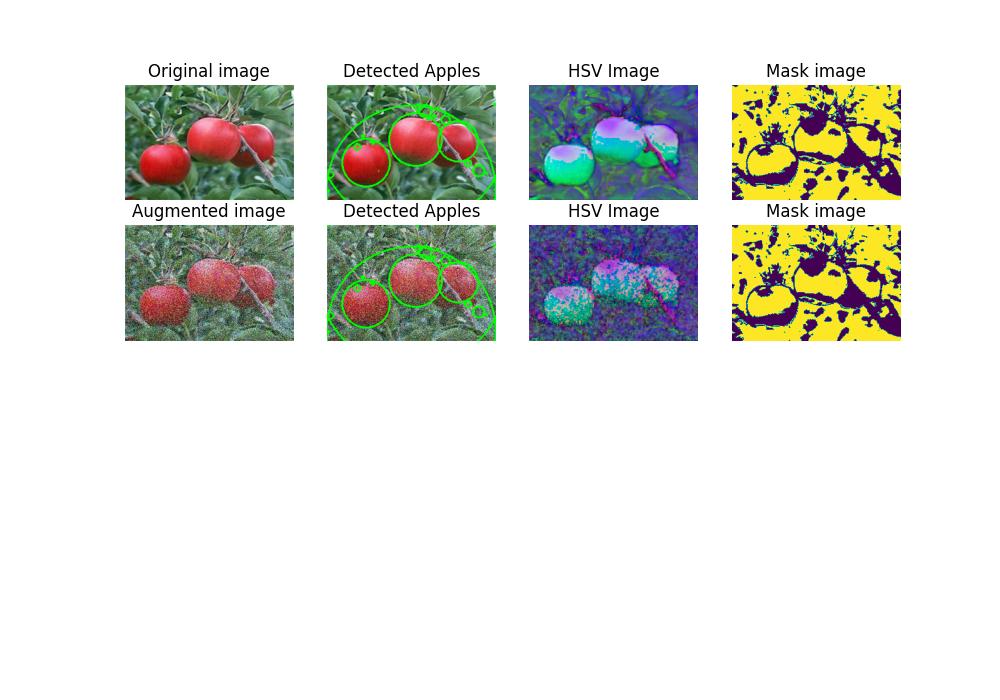 Original image
Detected Apples
HSV Image
Mask image
Augmented image
Detected Apples
HSV Image
Mask image